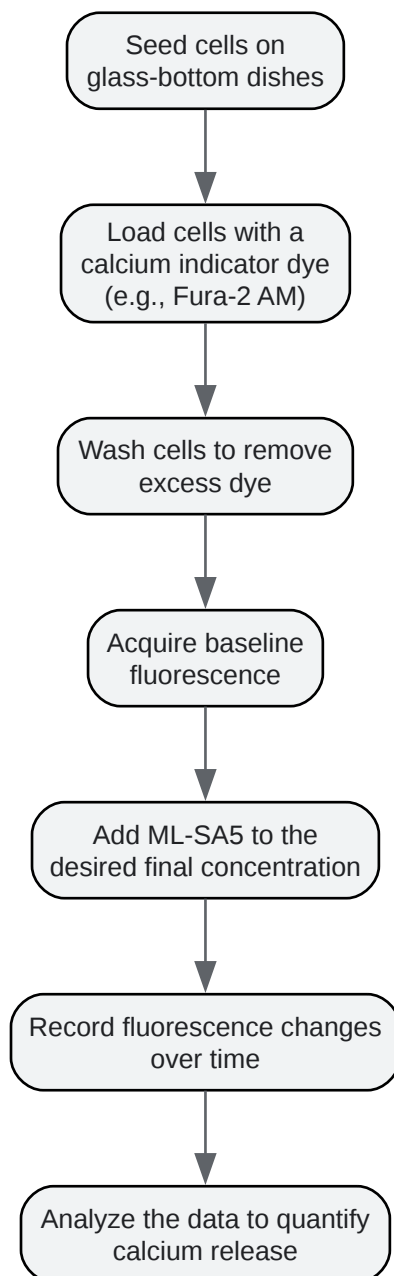 Seed cells on
glass-bottom dishes
Load cells with a
calcium indicator dye
(e.g., Fura-2 AM)
Wash cells to remove
excess dye
Acquire baseline
fluorescence
Add ML-SA5 to the
desired final concentration
Record fluorescence changes
over time
Analyze the data to quantify
calcium release